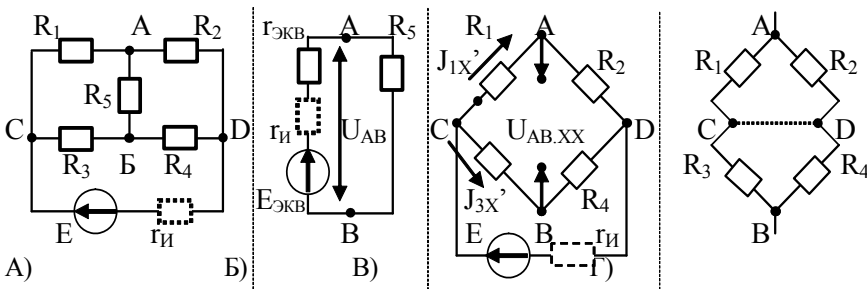 R1 A R2
R5
C D
R3 Б R4
E rИ
А)
Б)
rЭКВ A R5
rИ UAB
EЭКВ
B
В)
R1 A
J1X’ R2
C UAB.XX D
J3X’ R4
E B rИ
Г)
A
R1 R2
C D
R3 R4
B